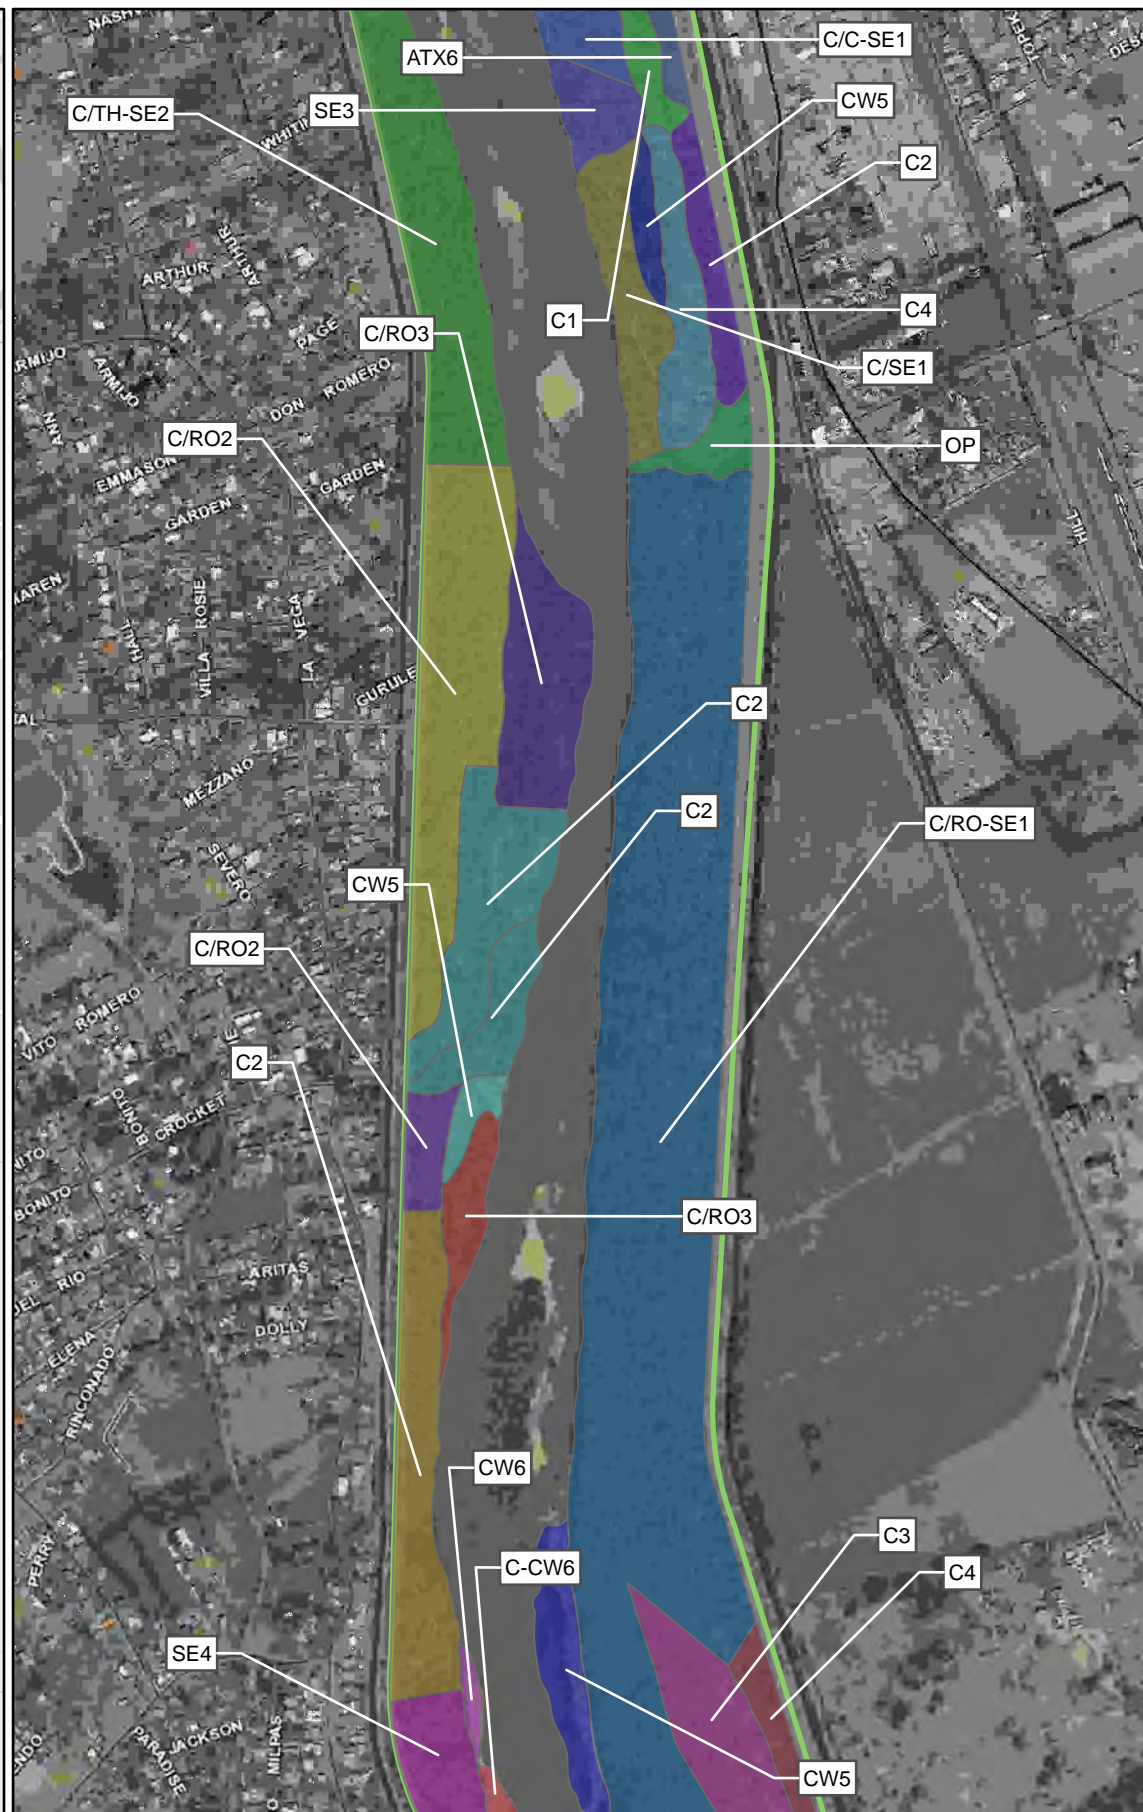 C/C-SE1
ATX6
CW5
SE3
C/TH-SE2
C2
ARTHUR
ARTHUR
C4
C1
C/RO3
PAGE
C/SE1
DON ROMERO
ANN
C/RO2
OP
EMMASON
GARDEN
GARDEN
HILL
HALL
VILLA
ROSIE
LA VEGA
GURULE
C2
MEZZANO
C2
C/RO-SE1
SEVERO
CW5
C/RO2
VITO ROMERO
C2
BONITO
CROCKET
BONITO
C/RO3
ARITAS
DEL RIO
DOLLY
ELENA
RINCONADO
CW6
C3
PERRY
C-CW6
C4
SE4
PARADISE
JACKSON
MILPAS
CW5